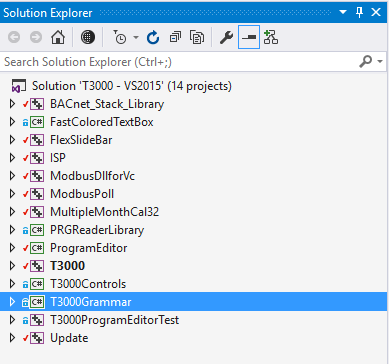 Solution Explorer
Search Solution Explorer (Ctrl+;)
Solution 'T3000 - VS2015' (14 projects)
BACnet_Stack_Library
C# FastColoredTextBox
FlexSlideBar
ISP
ModbusDllforVc
ModbusPoll
MultipleMonthCal32
C# PRGReaderLibrary
C# ProgramEditor
T3000
C# T3000Controls
C# T3000Grammar
T3000ProgramEditorTest
Update